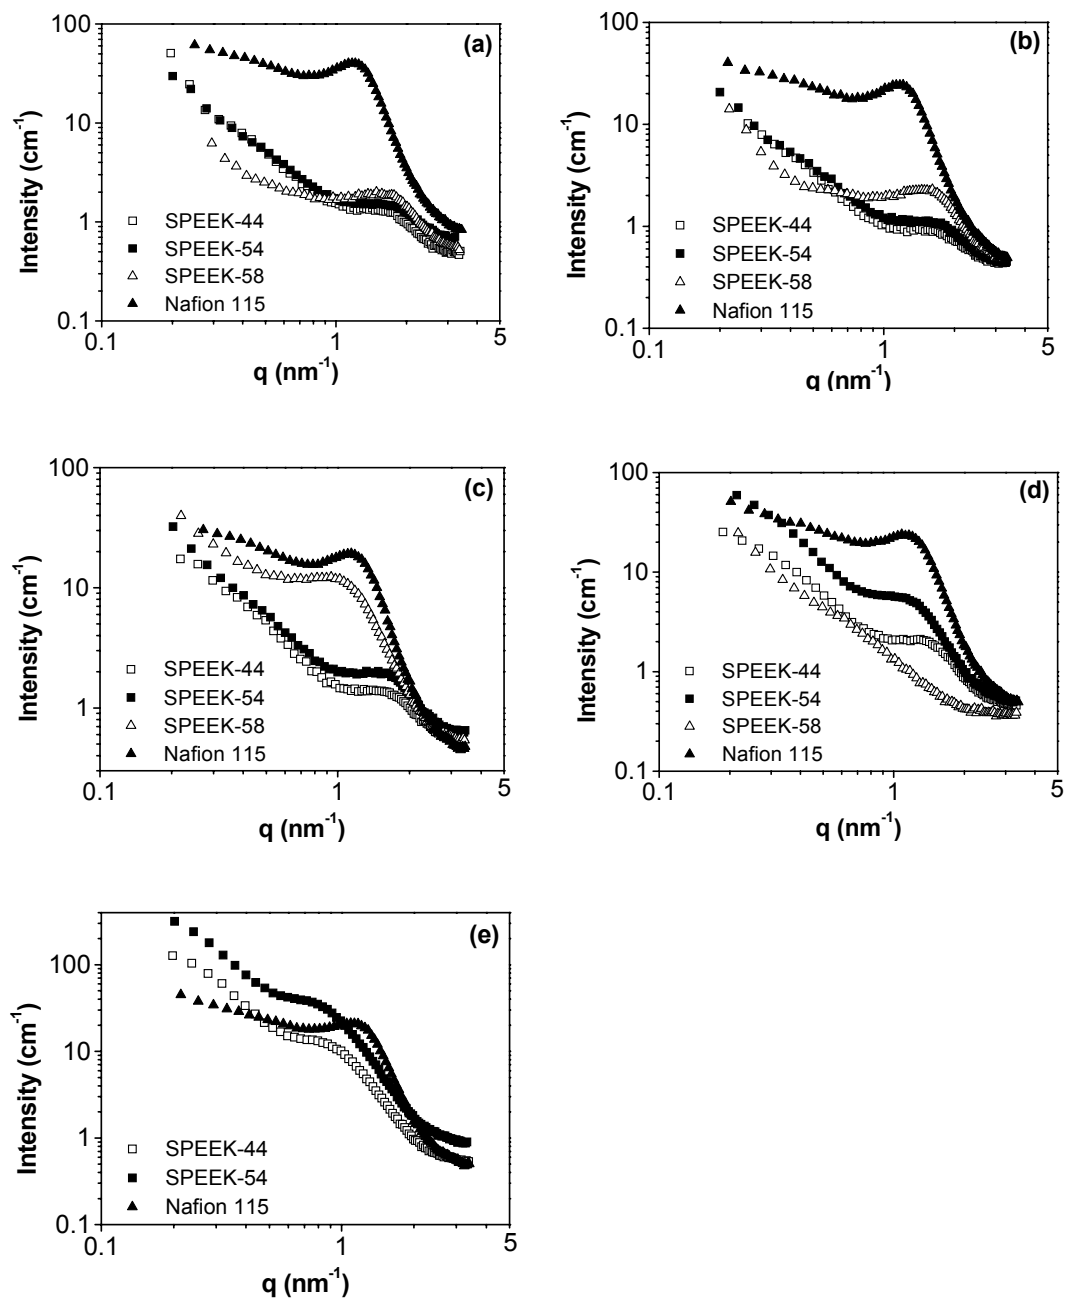 (a)
100
10
1
0.1
0.1
1
5
Intensity (cm⁻¹)
q (nm⁻¹)
SPEEK-44
SPEEK-54
SPEEK-58
Nafion 115
(b)
100
10
1
0.1
0.1
1
5
Intensity (cm⁻¹)
q (nm⁻¹)
SPEEK-44
SPEEK-54
SPEEK-58
Nafion 115
(c)
100
10
1
0.1
1
5
Intensity (cm⁻¹)
q (nm⁻¹)
SPEEK-44
SPEEK-54
SPEEK-58
Nafion 115
(d)
100
10
1
0.1
0.1
1
5
Intensity (cm⁻¹)
q (nm⁻¹)
SPEEK-44
SPEEK-54
SPEEK-58
Nafion 115
(e)
100
10
1
0.1
0.1
1
5
Intensity (cm⁻¹)
q (nm⁻¹)
SPEEK-44
SPEEK-54
Nafion 115